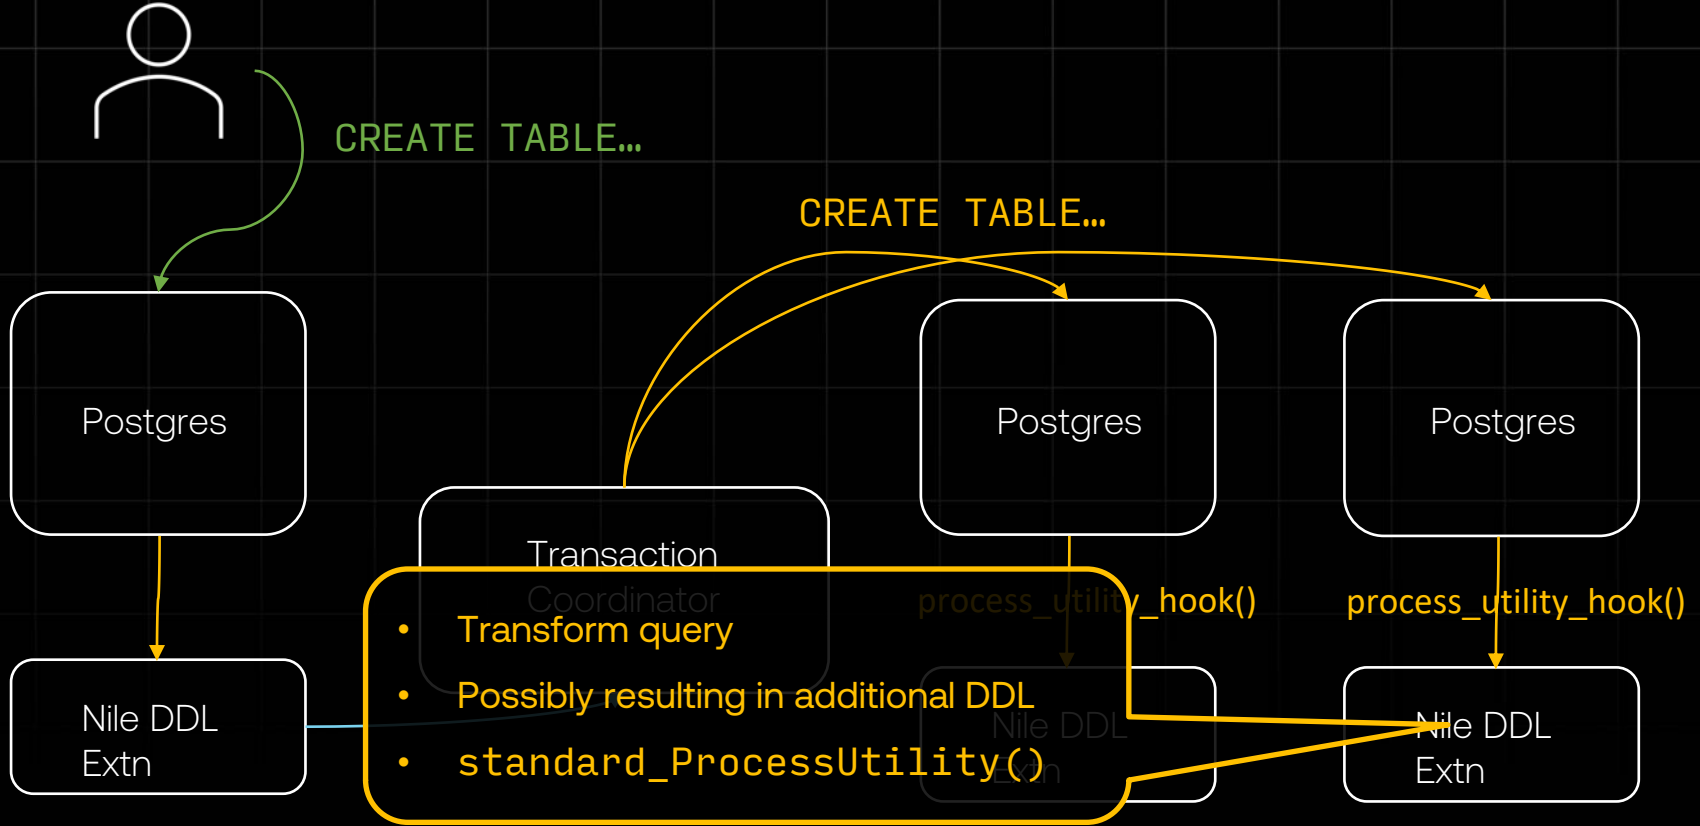 CREATE TABLE…
CREATE TABLE…
Postgres
Postgres
Postgres
Transaction
Coordinator
process_utility_hook()
process_utility_hook()
• Transform query
• Possibly resulting in additional DDL
• standard_ProcessUtility()
Nile DDL
Extn
Nile DDL
Extn
Nile DDL
Extn